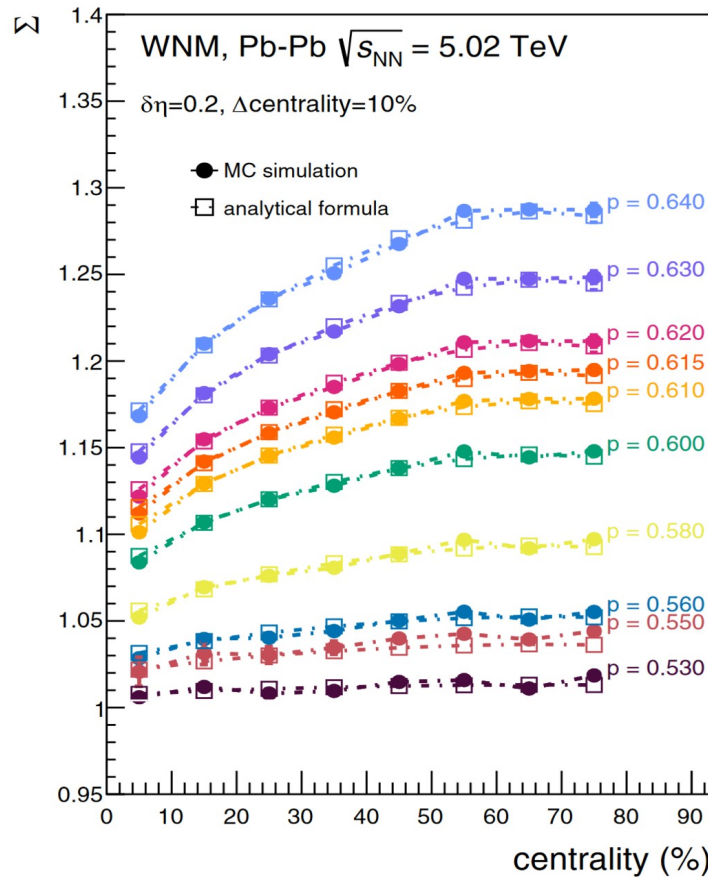 Σ
1.4
WNM, Pb-Pb √sNN = 5.02 TeV
δη=0.2, Δcentrality=10%
1.35
MC simulation
analytical formula
1.3
p = 0.640
1.25
p = 0.630
p = 0.620
1.2
p = 0.615
p = 0.610
1.15
p = 0.600
1.1
p = 0.580
1.05
p = 0.560
p = 0.550
p = 0.530
1
0.95
0 10 20 30 40 50 60 70 80 90
centrality (%)